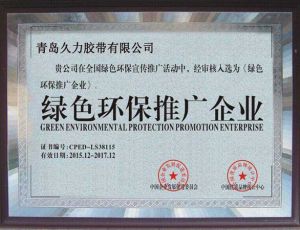 青岛久力胶带有限公司
贵公司在全国绿色环保宣传推广活动中，经审核入选为《绿色
环保推广企业》。
绿色环保推广企业
GREEN ENVIRONMENTAL PROTECTION PROMOTION ENTERPRISE
证书编号:CPED-LS38115
有效日期:2015.12-2017.12